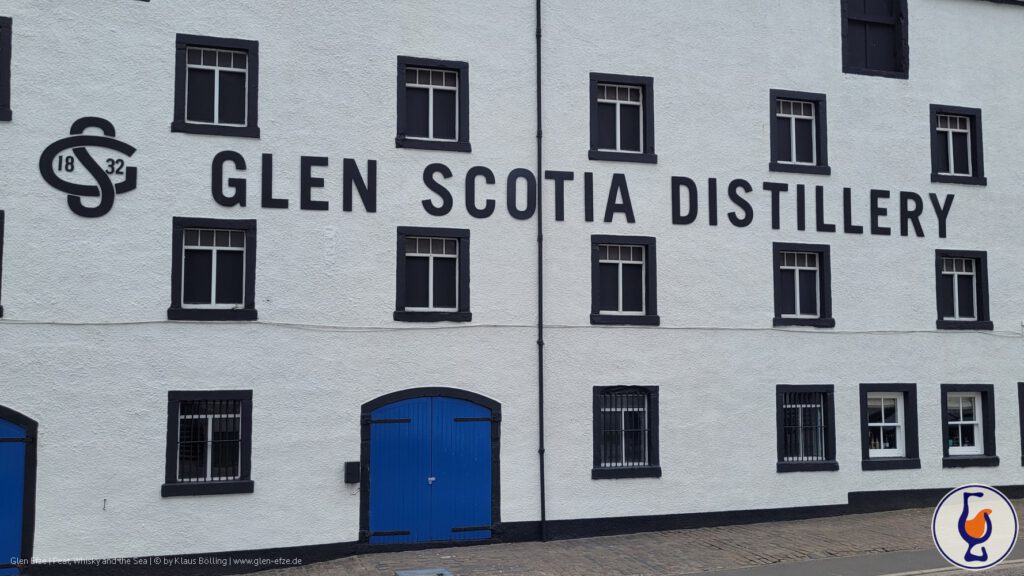 18 32
GLEN SCOTIA DISTILLERY
Glen Efze | Peat, Whisky and the Sea | © by Klaus Bölling | www.glen-efze.de